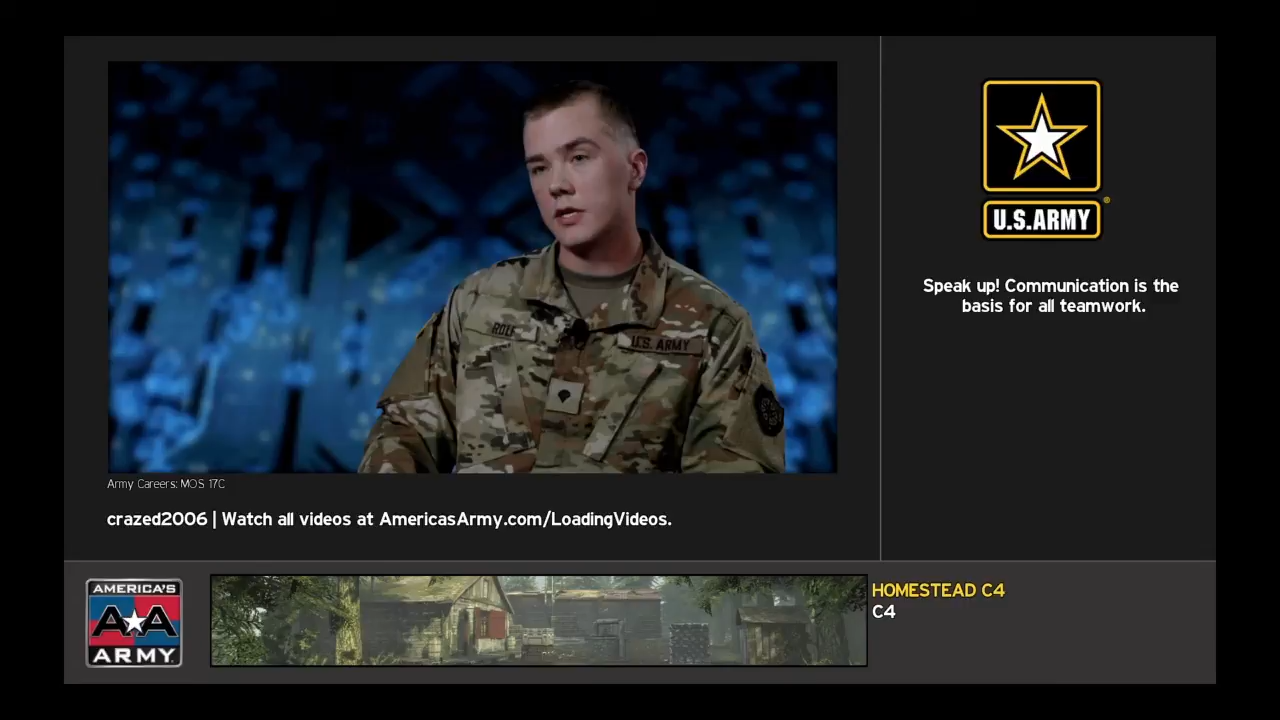 U.S.ARMY
Speak up! Communication is the
basis for all teamwork.
U.S. ARMY
Army Careers: MOS 17C
crazed2006 | Watch all videos at AmericasArmy.com/LoadingVideos.
AMERICA'S
AA
ARMY
HOMESTEAD C4
C4